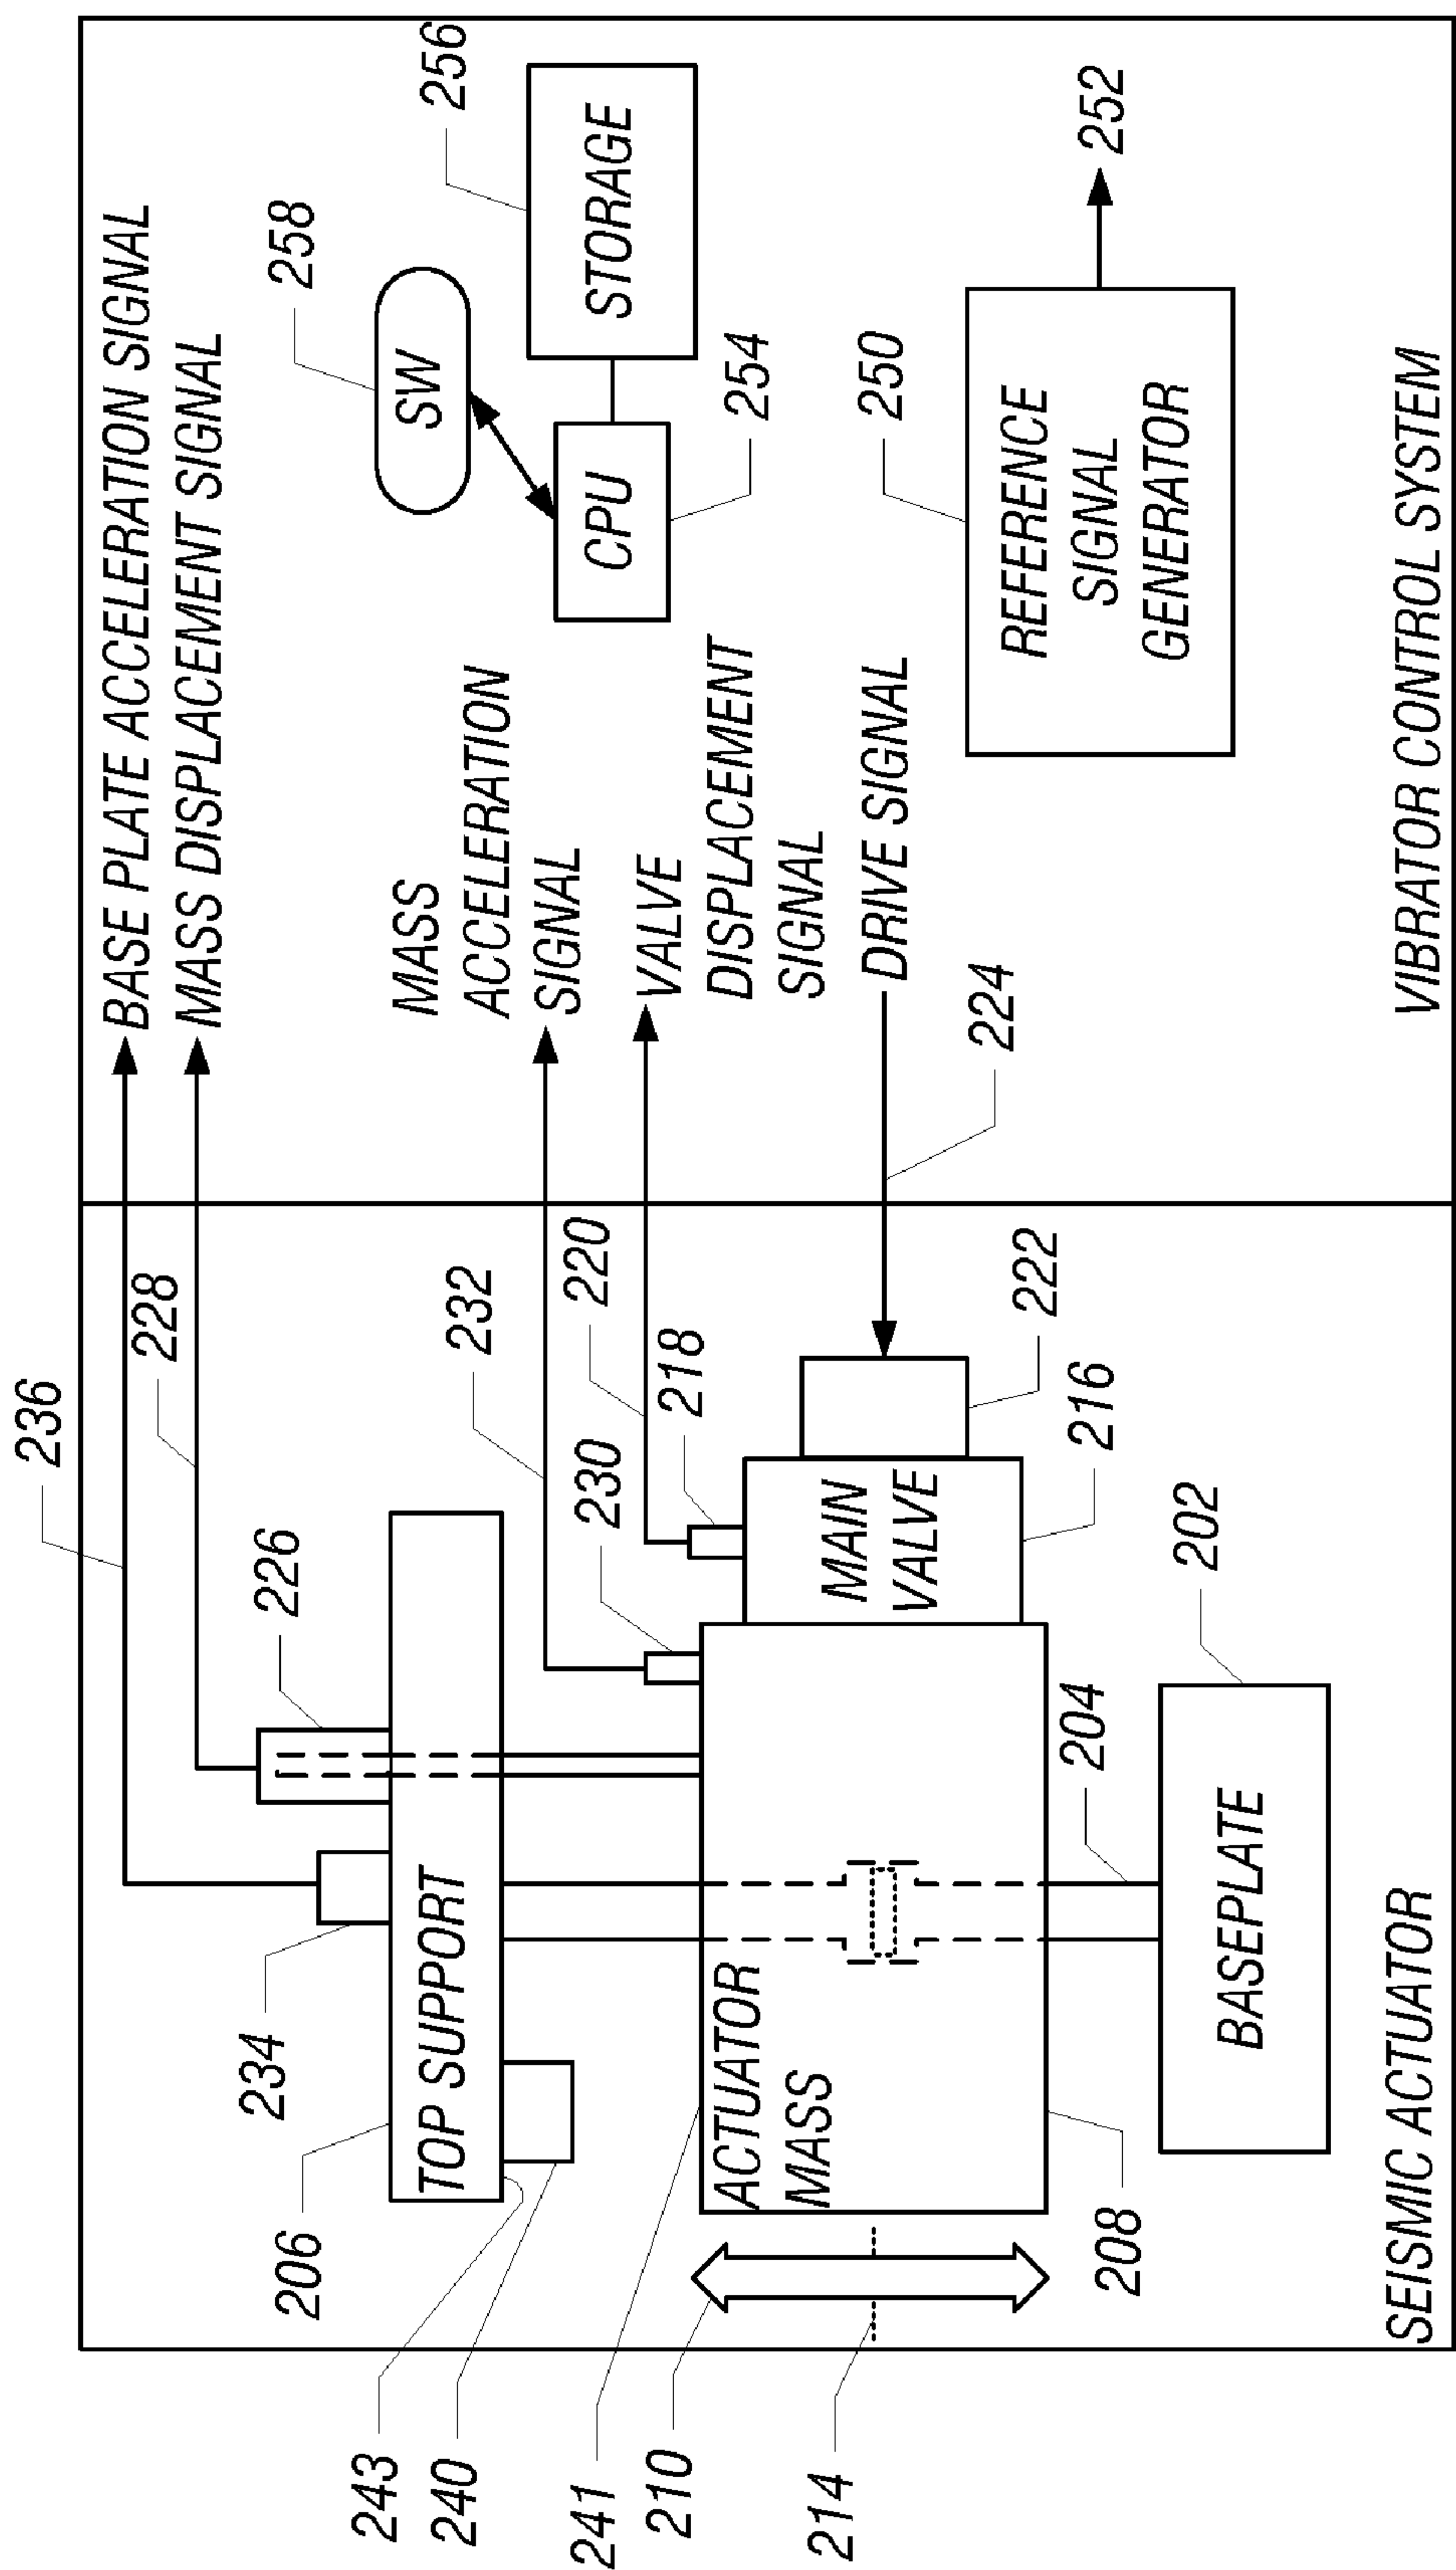 236
228
BASE PLATE ACCELERATION SIGNAL
MASS DISPLACEMENT SIGNAL
226
234
206
TOP SUPPORT
243
240
241
210
214
ACTUATOR
MASS
208
232
220
230
218
MAIN
VALVE
222
216
224
204
202
BASEPLATE
SEISMIC ACTUATOR
MASS
ACCELERATION
SIGNAL
VALVE
DISPLACEMENT
SIGNAL
DRIVE SIGNAL
258
SW
256
STORAGE
CPU
254
250
REFERENCE
SIGNAL
GENERATOR
252
VIBRATOR CONTROL SYSTEM